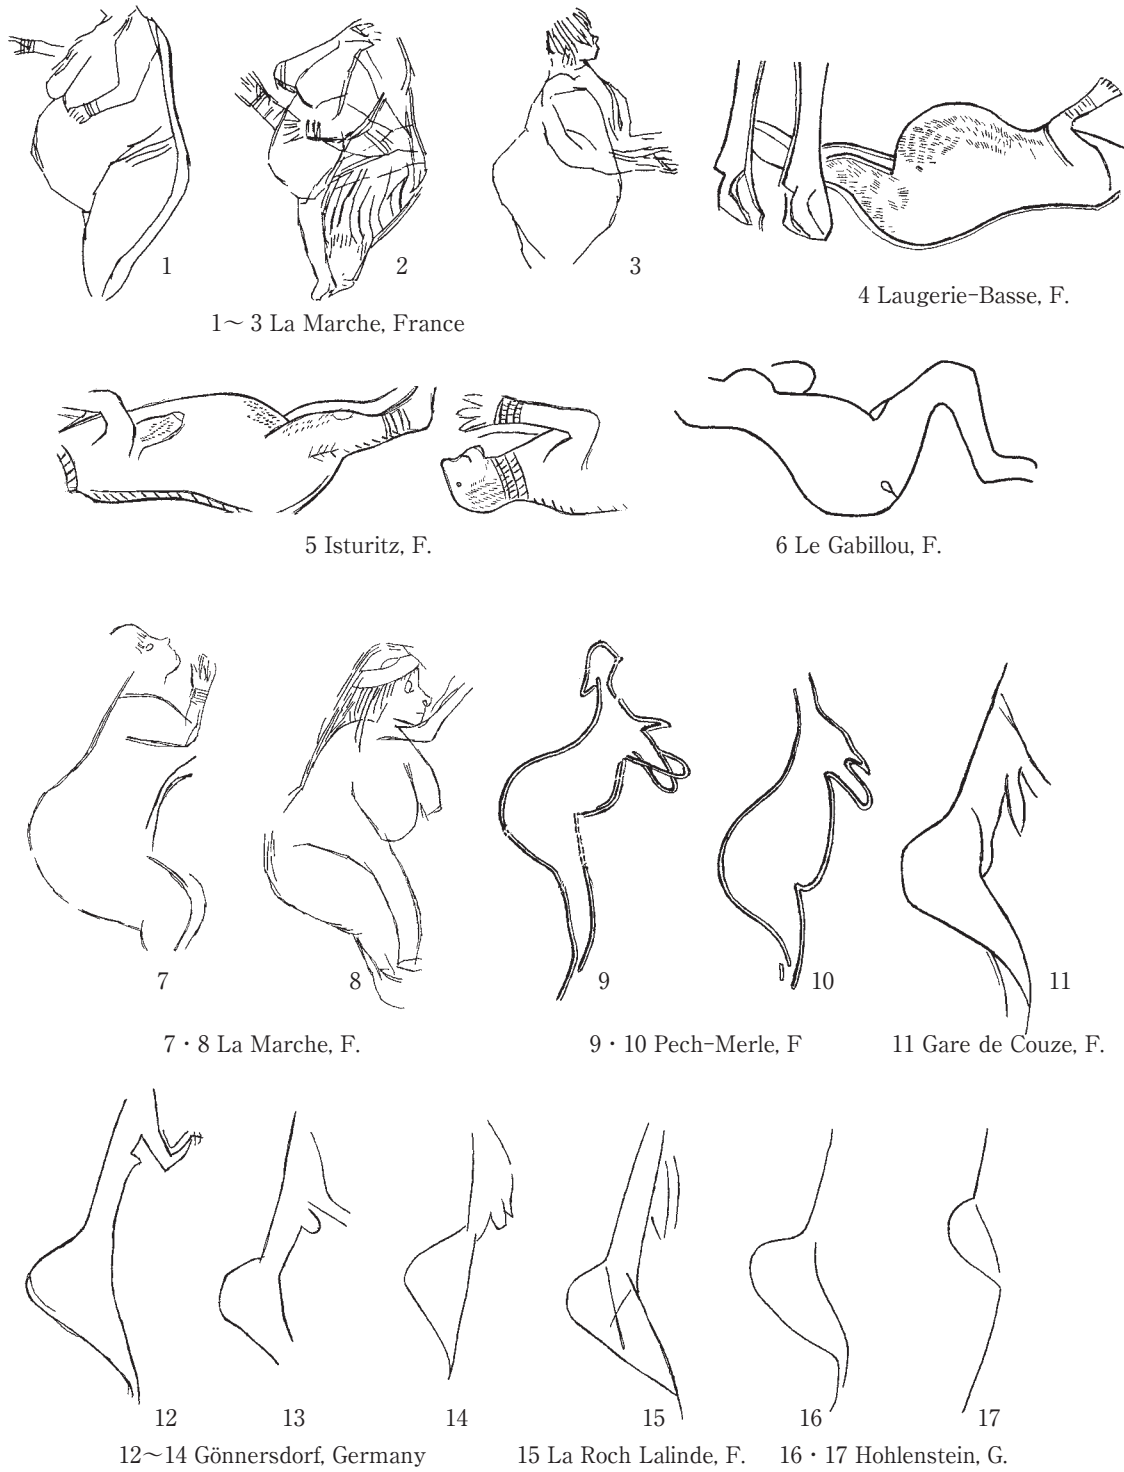 1
2
3
4 Laugerie-Basse, F.
1～3 La Marche, France
5 Isturitz, F.
6 Le Gabillou, F.
7
8
9
10
11
7・8 La Marche, F.
9・10 Pech-Merle, F
11 Gare de Couze, F.
12
13
14
15
16
17
12～14 Gönnersdorf, Germany
15 La Roch Lalinde, F.
16・17 Hohlenstein, G.